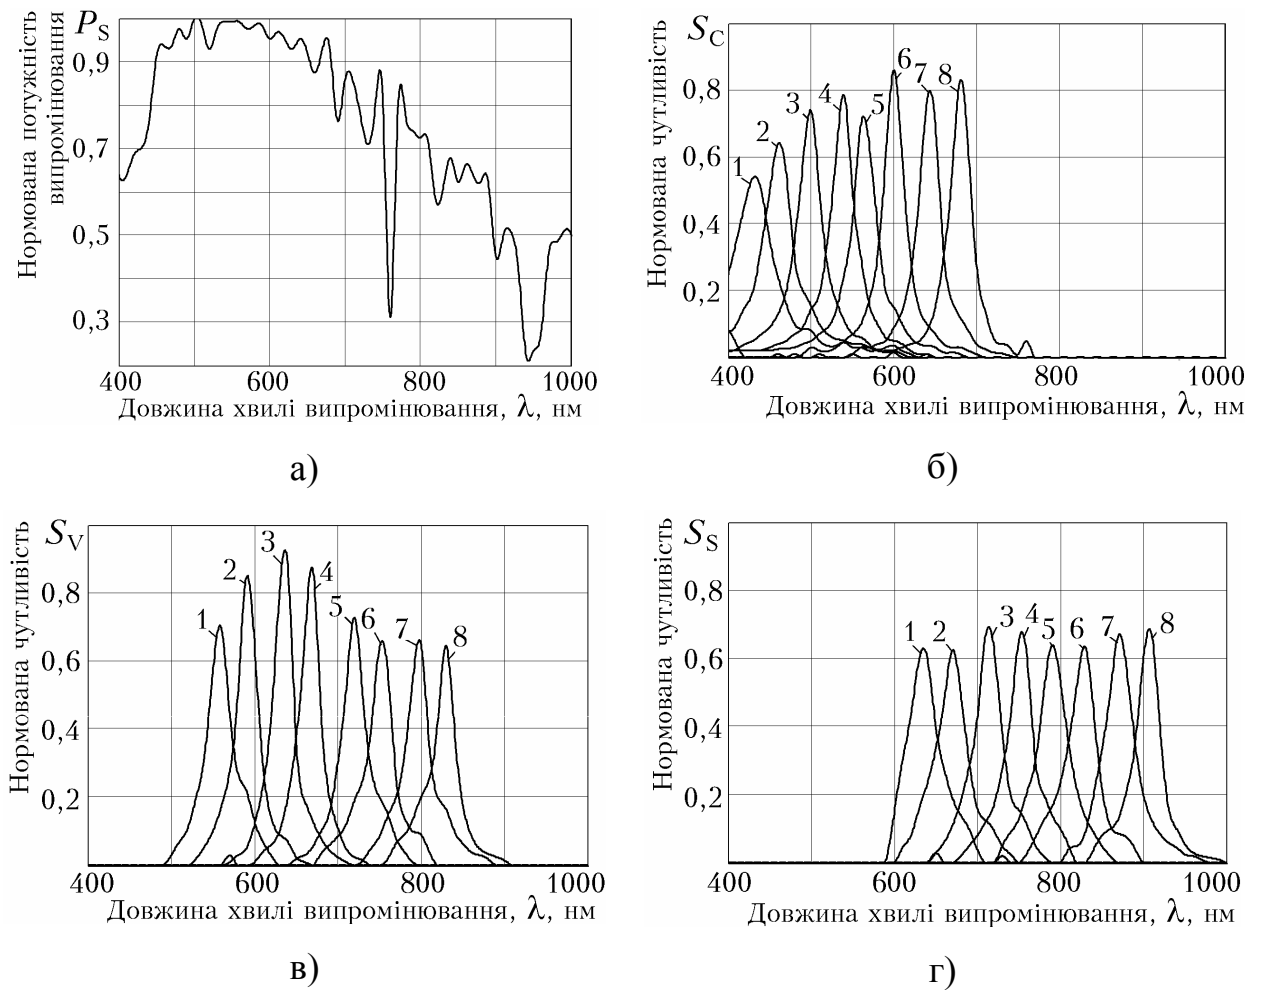 Нормована потужність
випромінювання
P_S
0,9
0,7
0,5
0,3
400 600 800 1000
Довжина хвилі випромінювання, λ, нм
а)
Нормована чутливість
S_C
0,8
0,6
0,4
0,2
1 2 3 4 5 6 7 8
400 600 800 1000
Довжина хвилі випромінювання, λ, нм
б)
Нормована чутливість
S_V
0,8
0,6
0,4
0,2
1 2 3 4 5 6 7 8
400 600 800 1000
Довжина хвилі випромінювання, λ, нм
в)
Нормована чутливість
S_S
0,8
0,6
0,4
0,2
1 2 3 4 5 6 7 8
400 600 800 1000
Довжина хвилі випромінювання, λ, нм
г)